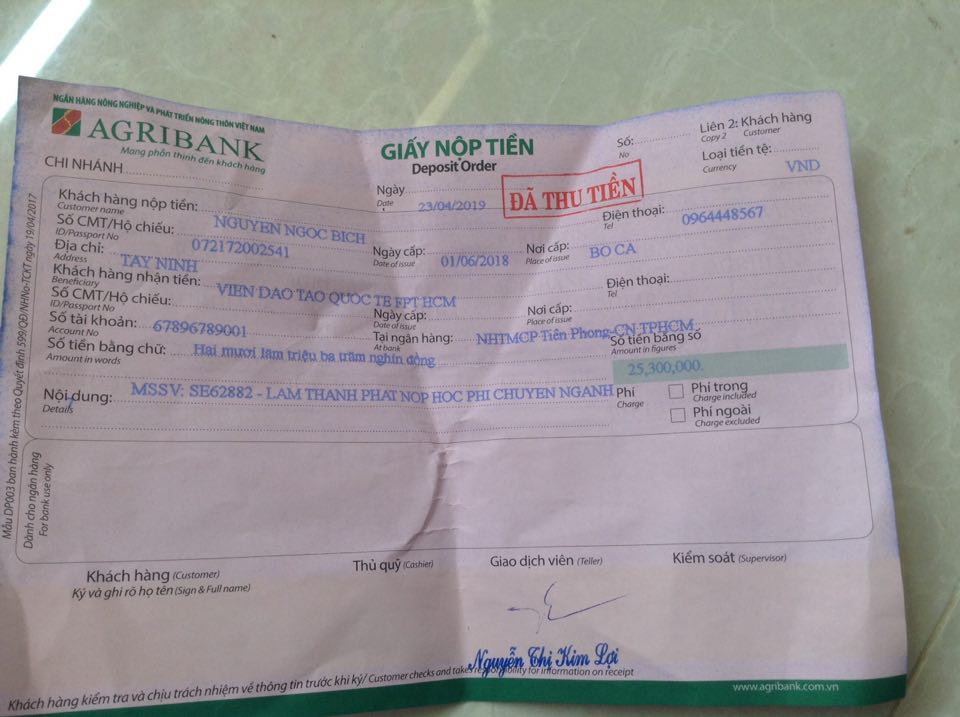 NGÂN HÀNG NÔNG NGHIỆP VÀ PHÁT TRIỂN NÔNG THÔN VIỆT NAM
AGRIBANK
Mang phồn thịnh đến khách hàng
CHI NHÁNH
GIẤY NỘP TIỀN
Deposit Order
Số:
No
Liên 2: Khách hàng
Copy 2 Customer
Ngày
Date 23/04/2019
ĐÃ THU TIỀN
Loại tiền tệ: VND
Currency
Khách hàng nộp tiền: NGUYEN NGOC BICH
Customer name
Điện thoại: 0964448567
Tel
Số CMT/Hộ chiếu: 072172002541
ID/Passport No
Ngày cấp: 01/06/2018
Date of issue
Nơi cấp: BO CA
Place of issue
Địa chỉ: TAY NINH
Address
Khách hàng nhận tiền: VIEN DAO TAO QUOC TE FPT HCM
Beneficiary
Điện thoại:
Tel
Số CMT/Hộ chiếu:
ID/Passport No
Ngày cấp:
Date of issue
Nơi cấp:
Place of issue
Số tài khoản: 67896789001
Account No
Tại ngân hàng: NHTMCP Tiên Phong-CN TPHCM
At bank
Số tiền bằng chữ: Hai mươi lăm triệu ba trăm nghìn đồng
Amount in words
Số tiền bằng số
Amount in figures
25,300,000.
Nội dung: MSSV: SE62882 - LAM THANH PHAT NOP HOC PHI CHUYEN NGANH
Details
Phí
Charge
Phí trong
Charge included
Phí ngoài
Charge excluded
Mẫu DP003 ban hành kèm theo Quyết định 599/QĐ/NHNo-TCKT ngày 19/04/2017
Dành cho ngân hàng
For bank use only
Khách hàng (Customer)
Ký và ghi rõ họ tên (Sign & Full name)
Thủ quỹ (Cashier)
Giao dịch viên (Teller)
Kiểm soát (Supervisor)
Nguyễn Thị Kim Lợi
Khách hàng kiểm tra và chịu trách nhiệm về thông tin trước khi ký/ Customer checks and takes responsibility for information on receipt
www.agribank.com.vn